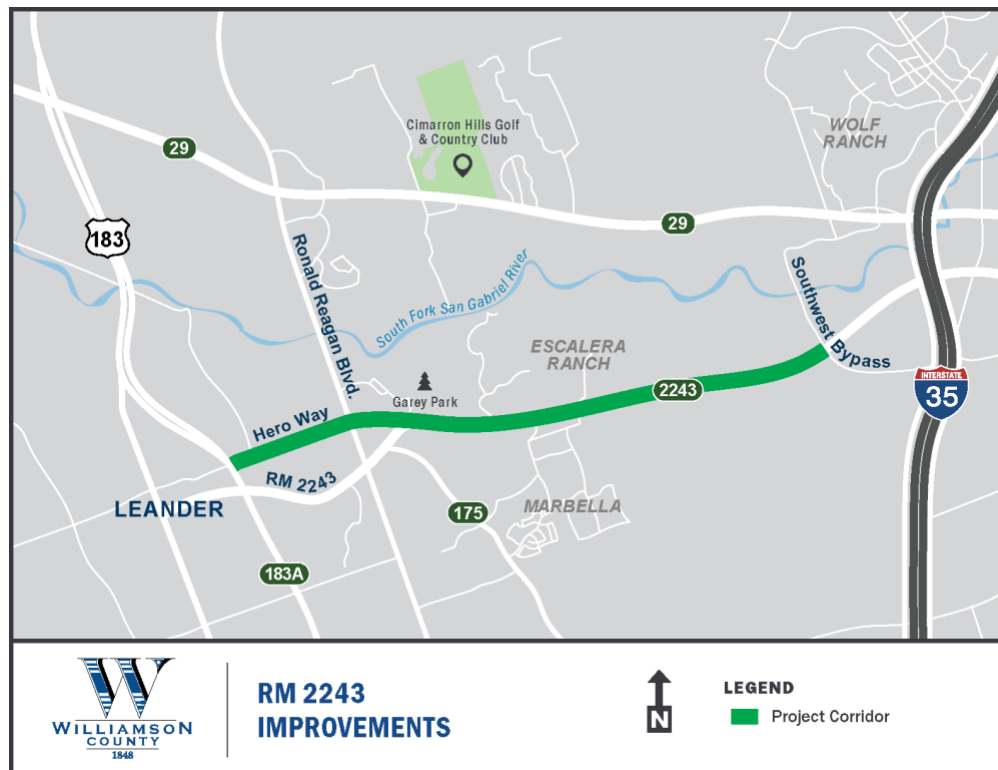 Cimarron Hills Golf
& Country Club
WOLF
RANCH
29
183
29
Ronald Reagan Blvd.
South Fork San Gabriel River
Southwest Bypass
ESCALERA
RANCH
2243
INTERSTATE
35
Garey Park
Hero Way
RM 2243
LEANDER
MARBELLA
175
183A
W
WILLIAMSON
COUNTY
1848
RM 2243
IMPROVEMENTS
N
LEGEND
Project Corridor